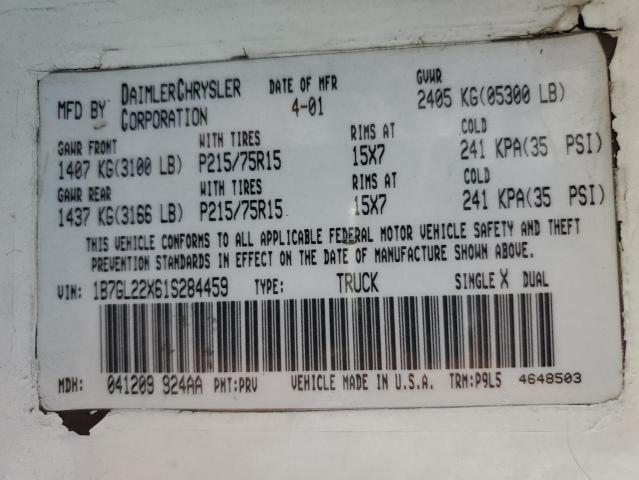 MFD BY DAIMLERCHRYSLER CORPORATION DATE OF MFR 4-01 GVWR 2405 KG(05300 LB)
GAWR FRONT WITH TIRES RIMS AT COLD
1407 KG(3100 LB) P215/75R15 15X7 241 KPA(35 PSI)
GAWR REAR WITH TIRES RIMS AT COLD
1437 KG(3166 LB) P215/75R15 15X7 241 KPA(35 PSI)
THIS VEHICLE CONFORMS TO ALL APPLICABLE FEDERAL MOTOR VEHICLE SAFETY AND THEFT
PREVENTION STANDARDS IN EFFECT ON THE DATE OF MANUFACTURE SHOWN ABOVE.
VIN: 1B7GL22X61S284459 TYPE: TRUCK SINGLE X DUAL
MDH: 041209 924AA PNT:PRV VEHICLE MADE IN U.S.A. TRM:P9L5 4648503